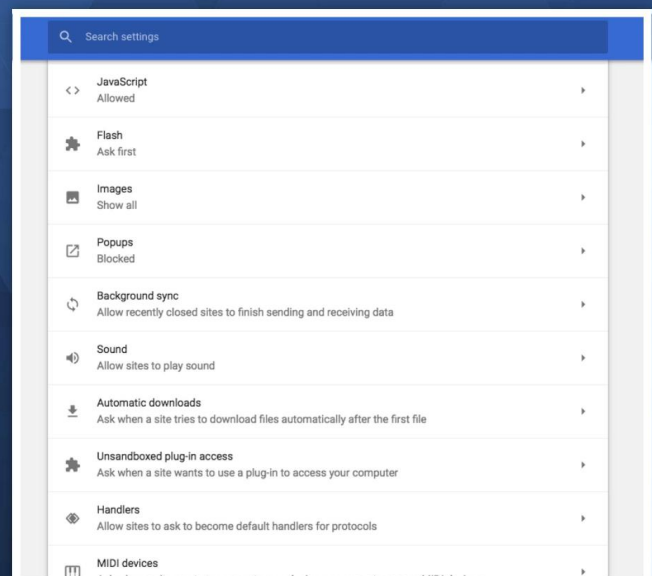 Search settings
JavaScript
Allowed
Flash
Ask first
Images
Show all
Popups
Blocked
Background sync
Allow recently closed sites to finish sending and receiving data
Sound
Allow sites to play sound
Automatic downloads
Ask when a site tries to download files automatically after the first file
Unsandboxed plug-in access
Ask when a site wants to use a plug-in to access your computer
Handlers
Allow sites to ask to become default handlers for protocols
MIDI devices